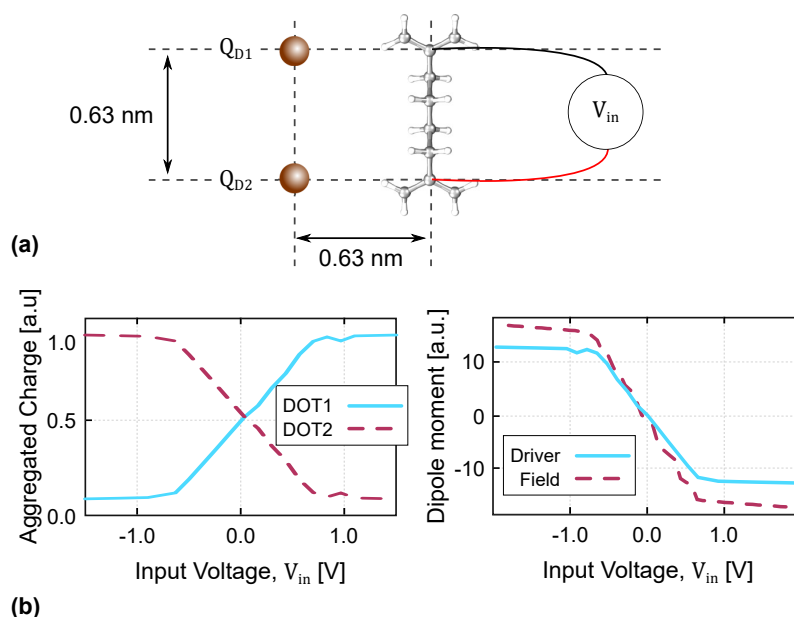 Q_D1
0.63 nm
V_in
Q_D2
0.63 nm
(a)
Aggregated Charge [a.u]
1.0
0.5
0.0
DOT1
DOT2
-1.0 0.0 1.0
Input Voltage, V_in [V]
Dipole moment [a.u.]
10
0
-10
Driver
Field
-1.0 0.0 1.0
Input Voltage, V_in [V]
(b)